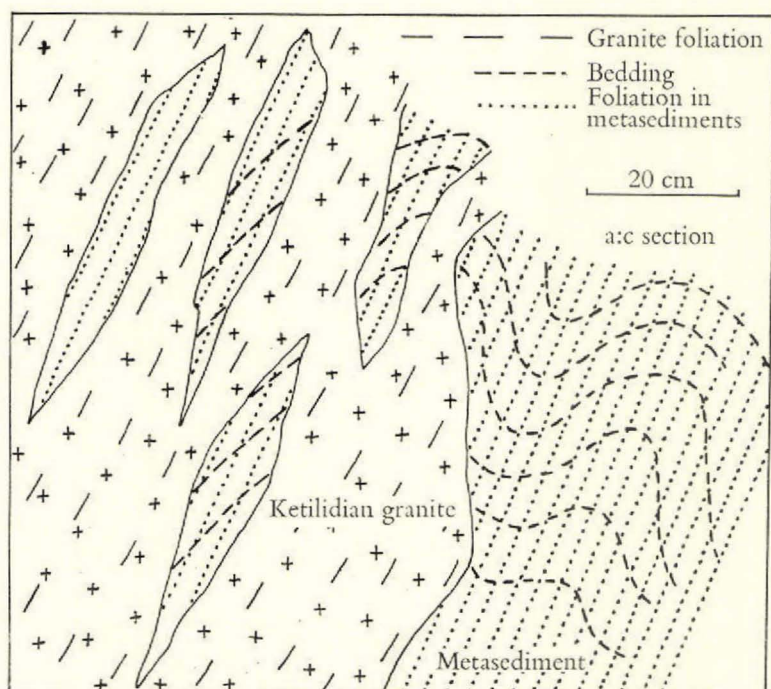 Granite foliation
Bedding
Foliation in
metasediments
20 cm
a:c section
Ketilidian granite
Metasediment